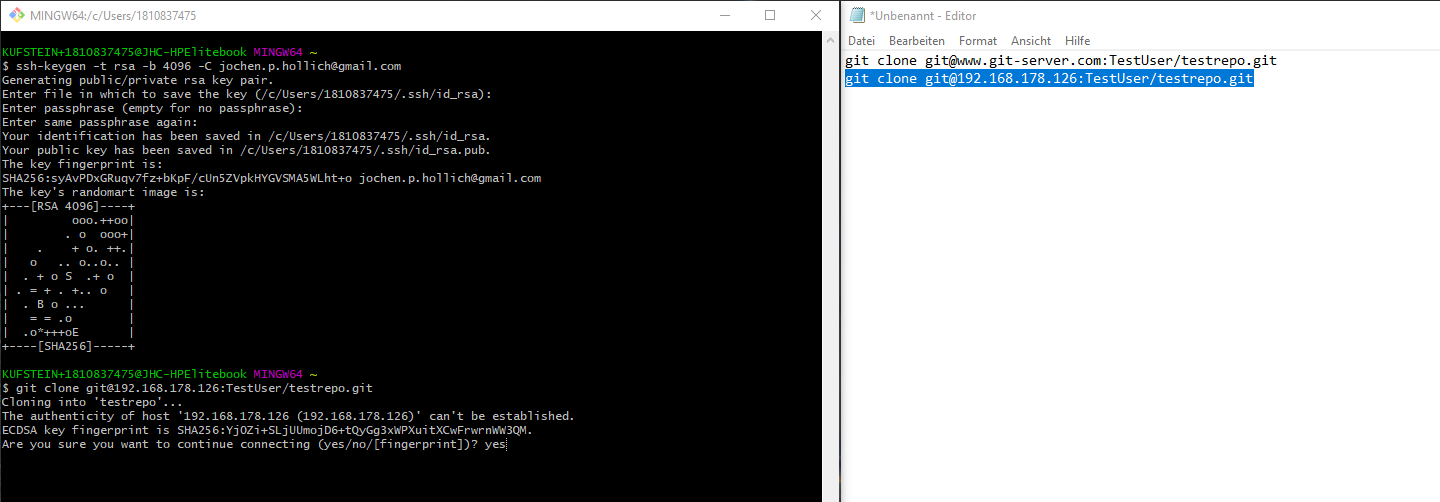 MINGW64:/c/Users/1810837475
KUFSTEIN+1810837475@JHC-HPElitebook MINGW64 ~
$ ssh-keygen -t rsa -b 4096 -C jochen.p.hollich@gmail.com
Generating public/private rsa key pair.
Enter file in which to save the key (/c/Users/1810837475/.ssh/id_rsa):
Enter passphrase (empty for no passphrase):
Enter same passphrase again:
Your identification has been saved in /c/Users/1810837475/.ssh/id_rsa.
Your public key has been saved in /c/Users/1810837475/.ssh/id_rsa.pub.
The key fingerprint is:
SHA256:syAvPDxGRuqv7fz+bKpF/cUn5ZVpkHYGVSMA5WLht+o jochen.p.hollich@gmail.com
The key's randomart image is:
+---[RSA 4096]----+
|         ooo.++oo|
|        . o  ooo+|
|    .    + o. ++.|
|   o   .. o..o.. |
|  . + o S  .+ o  |
| . = + . +.. o   |
|  . B o ...      |
|   = = .o        |
|  .o*+++oE       |
+----[SHA256]-----+
KUFSTEIN+1810837475@JHC-HPElitebook MINGW64 ~
$ git clone git@192.168.178.126:TestUser/testrepo.git
Cloning into 'testrepo'...
The authenticity of host '192.168.178.126 (192.168.178.126)' can't be established.
ECDSA key fingerprint is SHA256:YjOZi+SLjUUmojD6+tQyGg3xWPXuitXCwFrwrnWW3QM.
Are you sure you want to continue connecting (yes/no/[fingerprint])? yes
*Unbenannt - Editor
Datei Bearbeiten Format Ansicht Hilfe
git clone git@www.git-server.com:TestUser/testrepo.git
git clone git@192.168.178.126:TestUser/testrepo.git